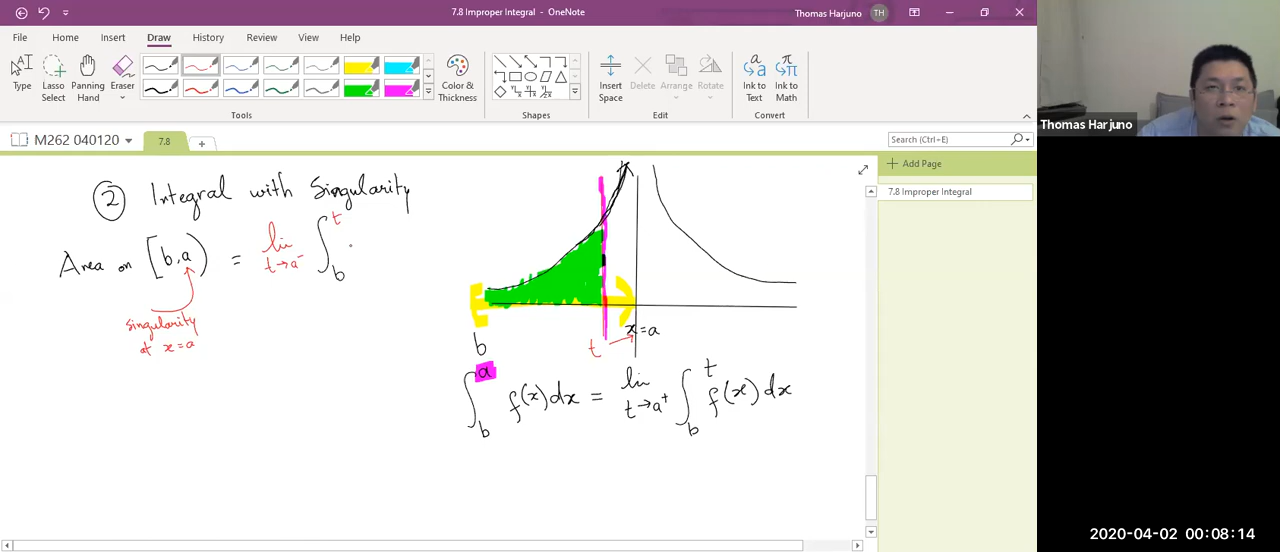 7.8 Improper Integral - OneNote
Thomas Harjuno TH
File Home Insert Draw History Review View Help
Type Lasso Select Panning Hand Eraser
Color & Thickness
Insert Space Delete Arrange Rotate
Ink to Text Ink to Math
Tools Shapes Edit Convert
M262 040120 7.8
Search (Ctrl+E)
Add Page
7.8 Improper Integral
Thomas Harjuno
② Integral with Singularity
Area on [b,a) = lim t→a⁻ ∫_b^t
singularity
at x=a
b t x=a
∫_b^a f(x)dx = lim t→a⁺ ∫_b^t f(x)dx
2020-04-02 00:08:14